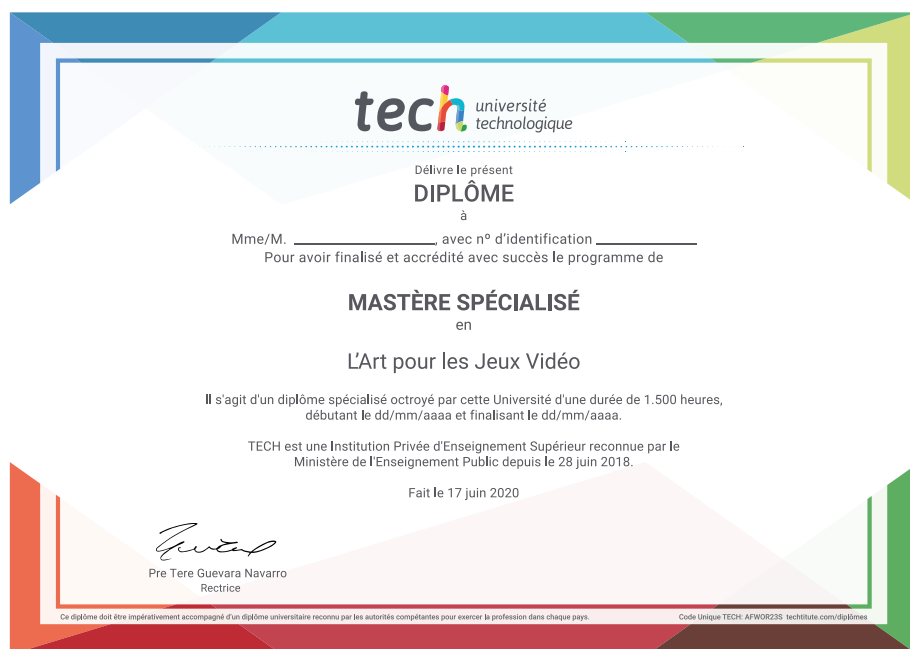 tech université
technologique
Délivre le présent
DIPLÔME
à
Mme/M. ____________________, avec nº d'identification ______________
Pour avoir finalisé et accrédité avec succès le programme de
MASTÈRE SPÉCIALISÉ
en
L'Art pour les Jeux Vidéo
Il s'agit d'un diplôme spécialisé octroyé par cette Université d'une durée de 1.500 heures,
débutant le dd/mm/aaaa et finalisant le dd/mm/aaaa.
TECH est une Institution Privée d'Enseignement Supérieur reconnue par le
Ministère de l'Enseignement Public depuis le 28 juin 2018.
Fait le 17 juin 2020
Pre Tere Guevara Navarro
Rectrice
Ce diplôme doit être impérativement accompagné d'un diplôme universitaire reconnu par les autorités compétantes pour exercer la profession dans chaque pays.
Code Unique TECH: AFWOR23S techtitute.com/diplômes